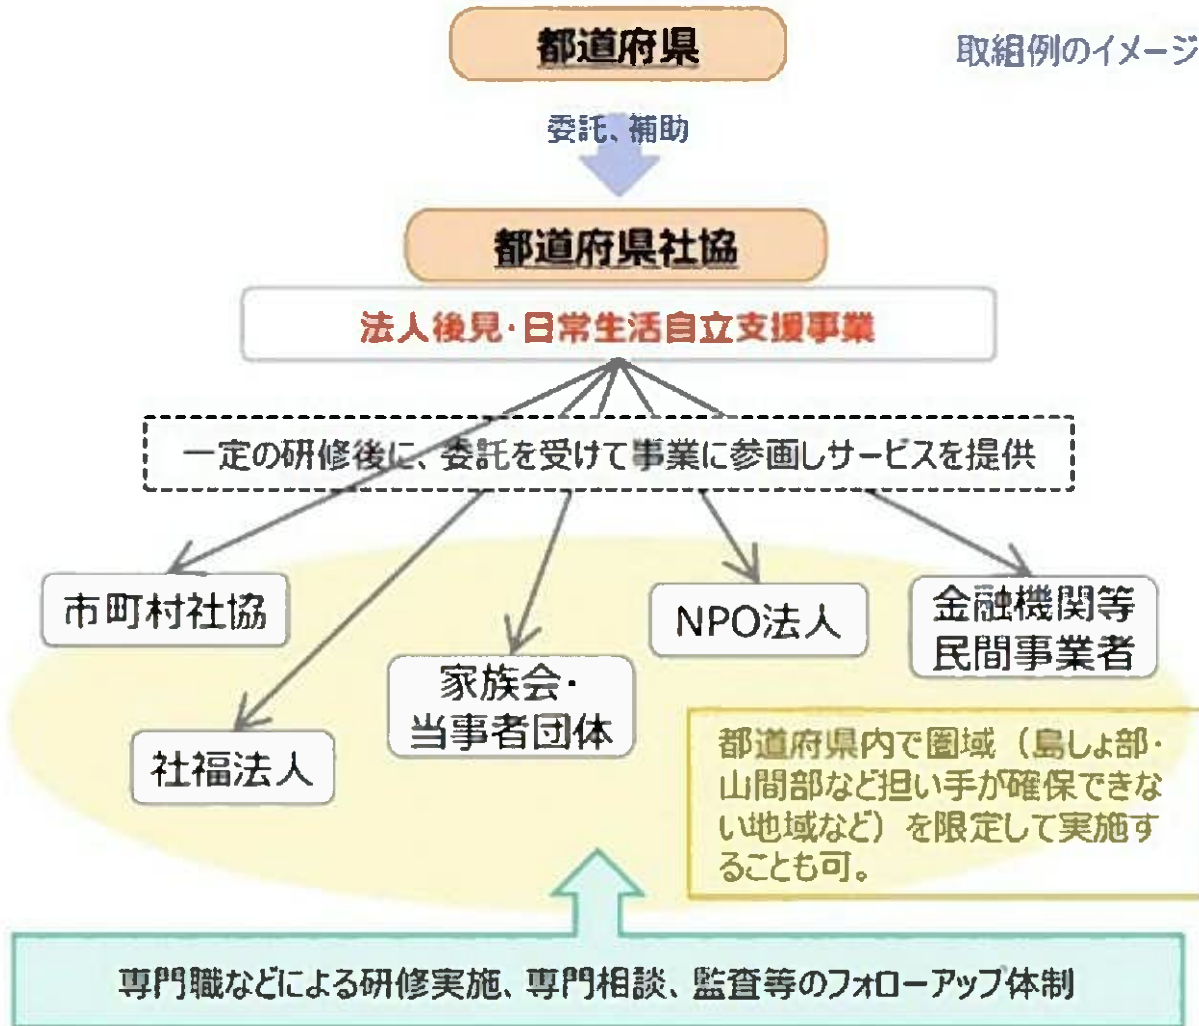 都道府県
取組例のイメージ
委託、補助
都道府県社協
法人後見・日常生活自立支援事業
一定の研修後に、委託を受けて事業に参画しサービスを提供
市町村社協
社福法人
家族会・
当事者団体
NPO法人
金融機関等
民間事業者
都道府県内で圏域（島しょ部・
山間部など担い手が確保できな
い地域など）を限定して実施す
ることも可。
専門職などによる研修実施、専門相談、監査等のフォローアップ体制